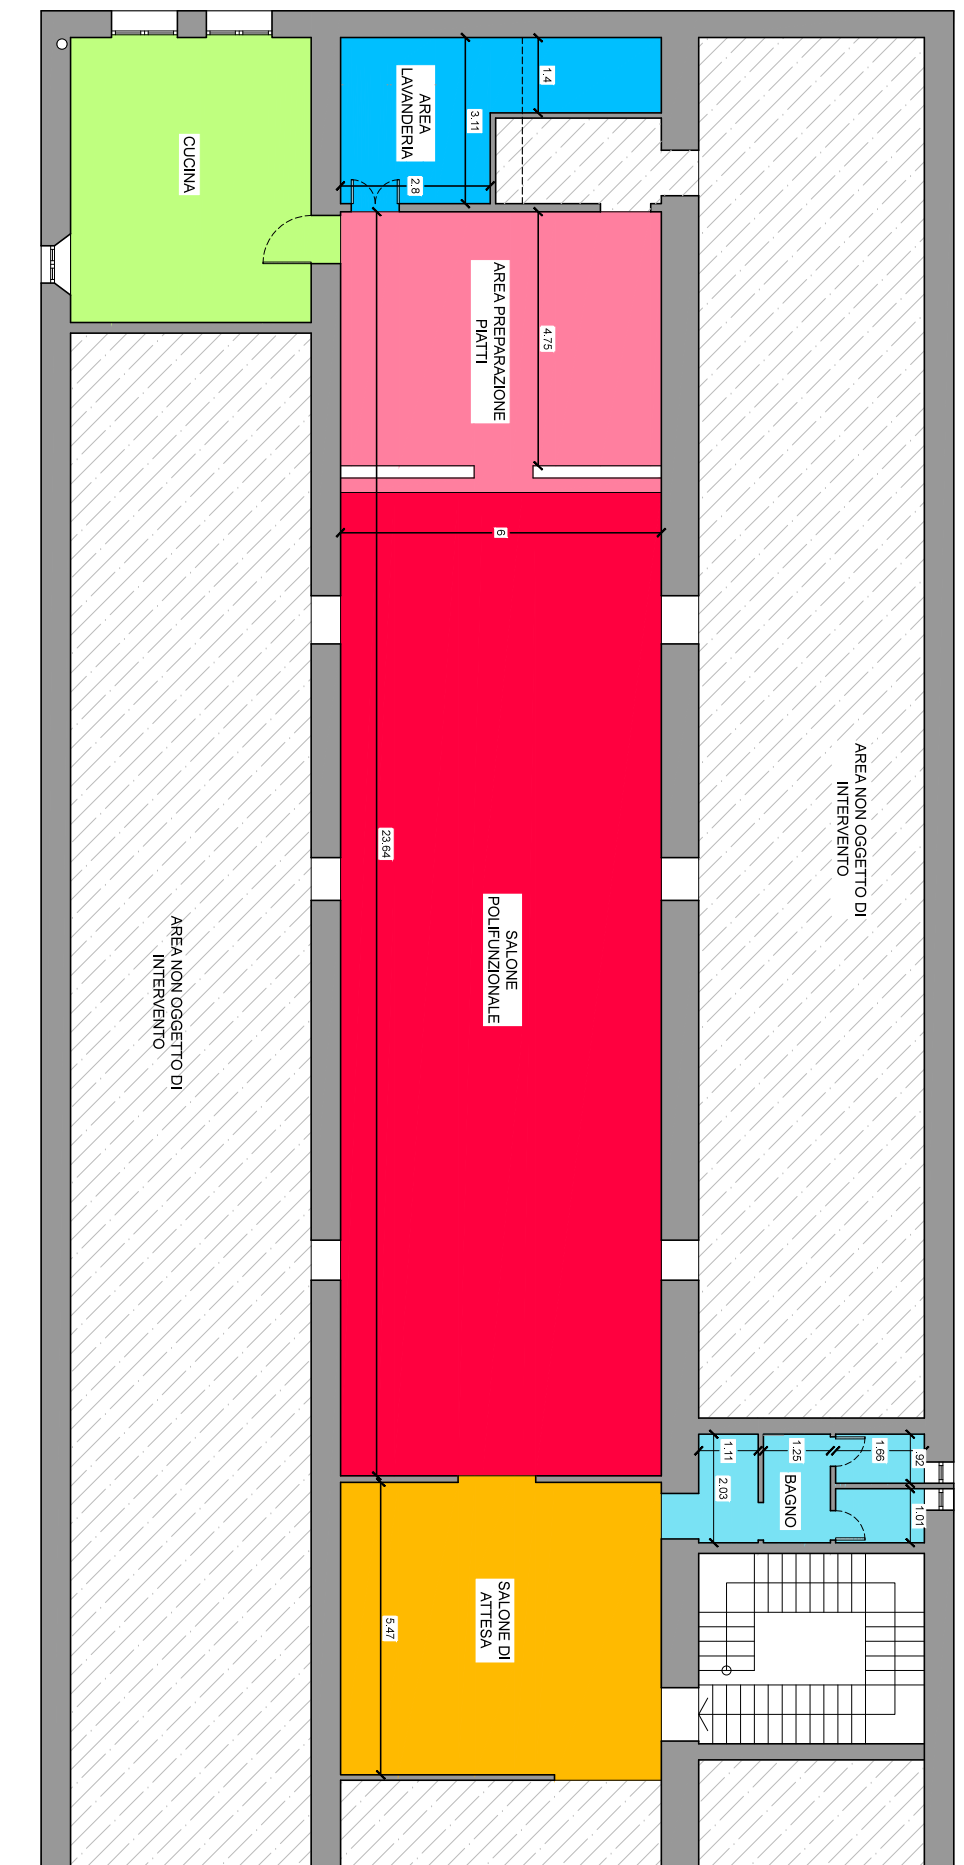 1.4
AREA
LAVANDERIA
3.11
2.8
CUCINA
AREA PREPARAZIONE
PIATTI
4.75
6
AREA NON OGGETTO DI
INTERVENTO
23.64
SALONE
POLIFUNZIONALE
AREA NON OGGETTO DI
INTERVENTO
1.11
1.25
1.66
.92
2.03
BAGNO
1.01
SALONE DI
ATTESA
5.47